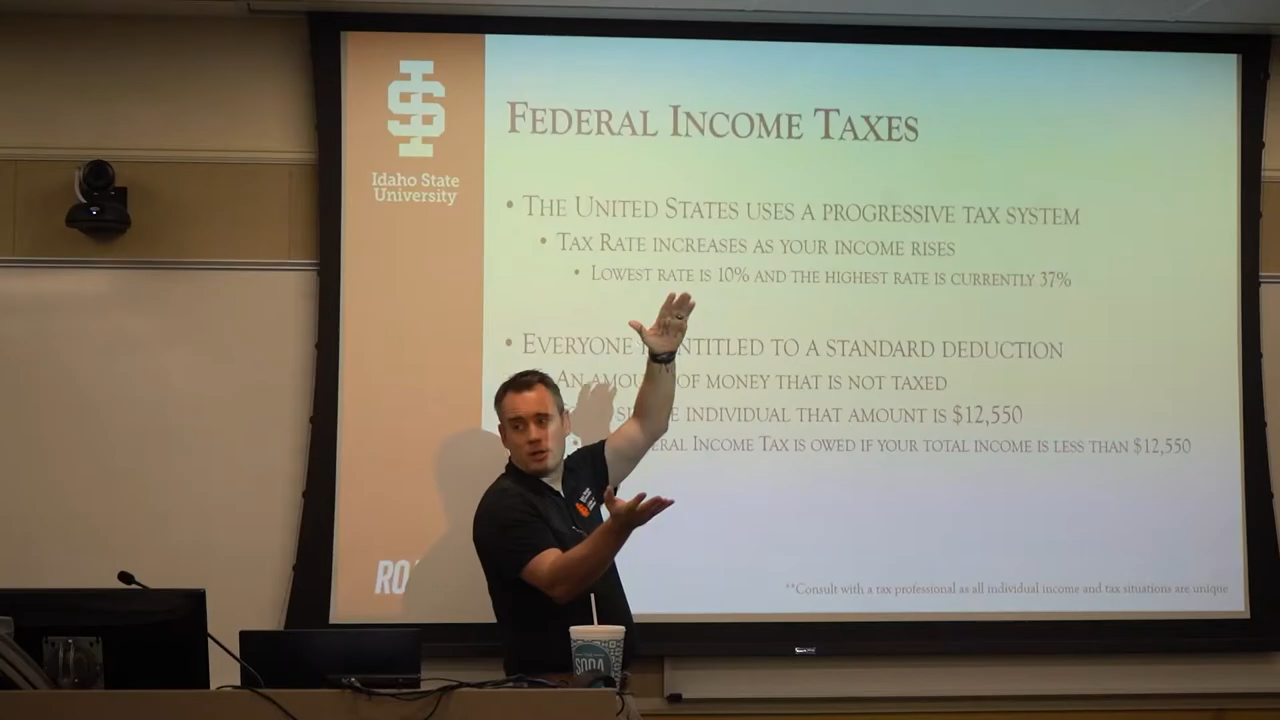 IS
Idaho State
University
FEDERAL INCOME TAXES
• THE UNITED STATES USES A PROGRESSIVE TAX SYSTEM
• TAX RATE INCREASES AS YOUR INCOME RISES
• LOWEST RATE IS 10% AND THE HIGHEST RATE IS CURRENTLY 37%
• EVERYONE ENTITLED TO A STANDARD DEDUCTION
AN OF MONEY THAT IS NOT TAXED
INDIVIDUAL THAT AMOUNT IS $12,550
INCOME TAX IS OWED IF YOUR TOTAL INCOME IS LESS THAN $12,550
**Consult with a tax professional as all individual income and tax situations are unique
RO
SODA